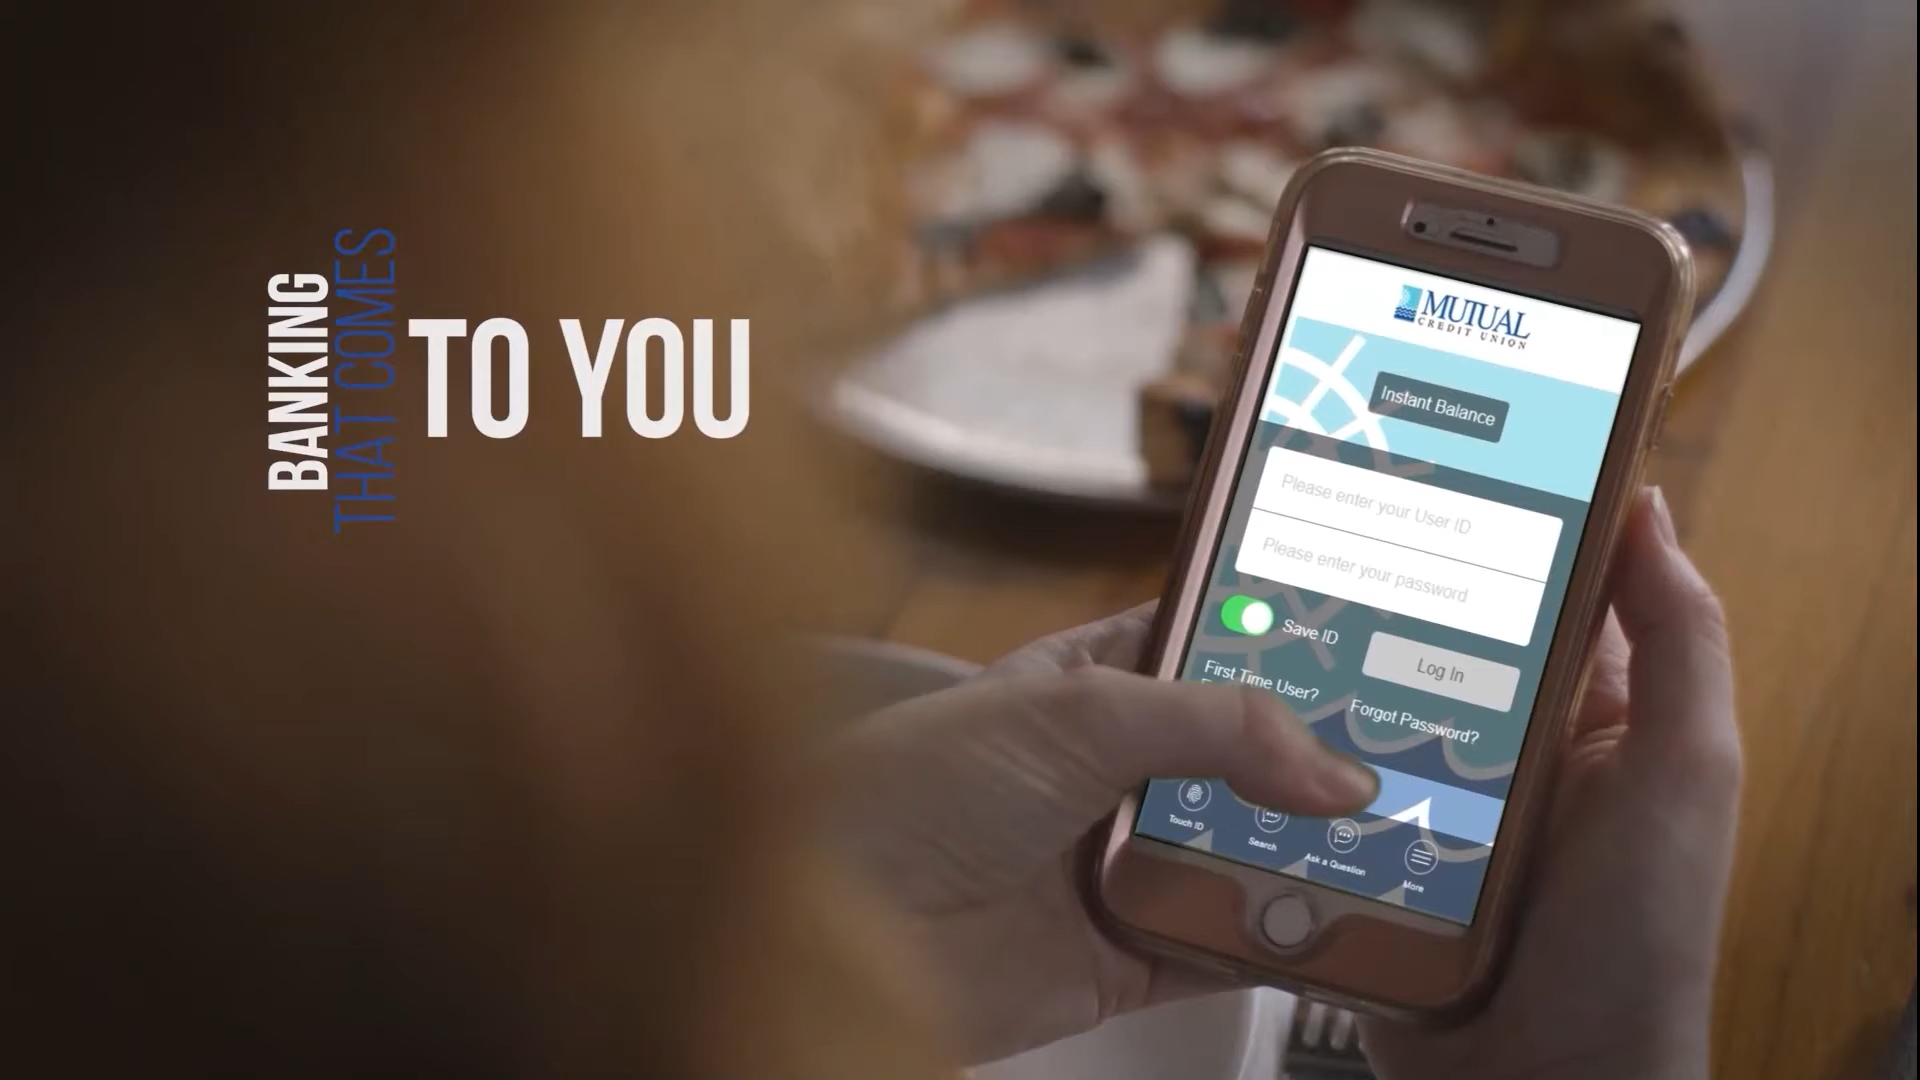 BANKING
THAT COMES
TO YOU
MUTUAL
CREDIT UNION
Instant Balance
Please enter your User ID
Please enter your password
Save ID
Log In
First Time User?
Forgot Password?
Touch ID
Search
Ask a Question
More